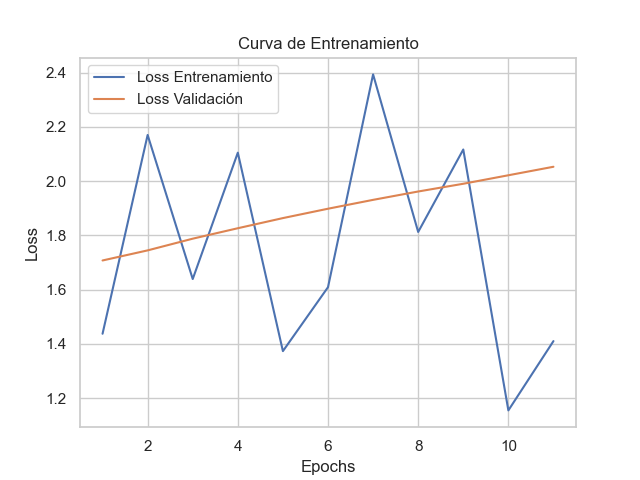 Curva de Entrenamiento
Loss Entrenamiento
Loss Validación
2.4
2.2
2.0
1.8
1.6
1.4
1.2
Loss
2 4 6 8 10
Epochs